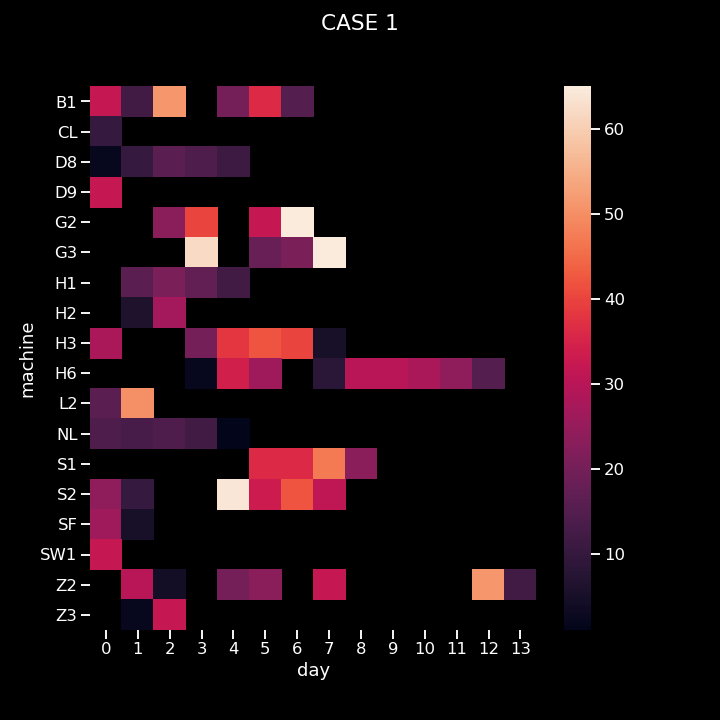 CASE 1
B1
CL
D8
D9
G2
G3
H1
H2
H3
H6
L2
NL
S1
S2
SF
SW1
Z2
Z3
machine
0 1 2 3 4 5 6 7 8 9 10 11 12 13
day
60
50
40
30
20
10